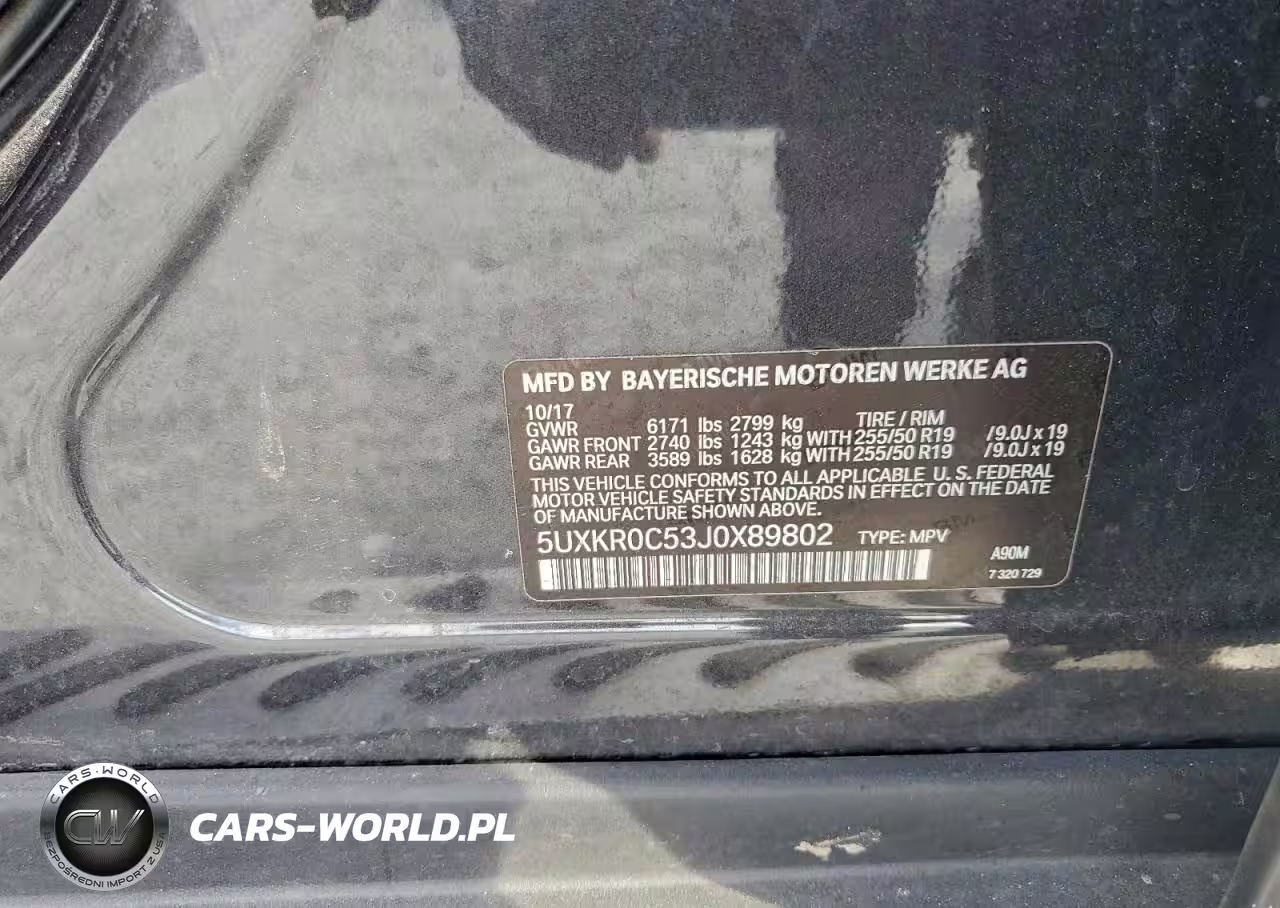 MFD BY BAYERISCHE MOTOREN WERKE AG
10/17
GVWR 6171 lbs 2799 kg TIRE / RIM
GAWR FRONT 2740 lbs 1243 kg WITH 255/50 R19 /9.0J x 19
GAWR REAR 3589 lbs 1628 kg WITH 255/50 R19 /9.0J x 19
THIS VEHICLE CONFORMS TO ALL APPLICABLE U. S. FEDERAL
MOTOR VEHICLE SAFETY STANDARDS IN EFFECT ON THE DATE
OF MANUFACTURE SHOWN ABOVE.
5UXKR0C53J0X89802 TYPE: MPV
A90M
7 320 729
CARS-WORLD
CW
BEZPOŚREDNI IMPORT Z USA
CARS-WORLD.PL